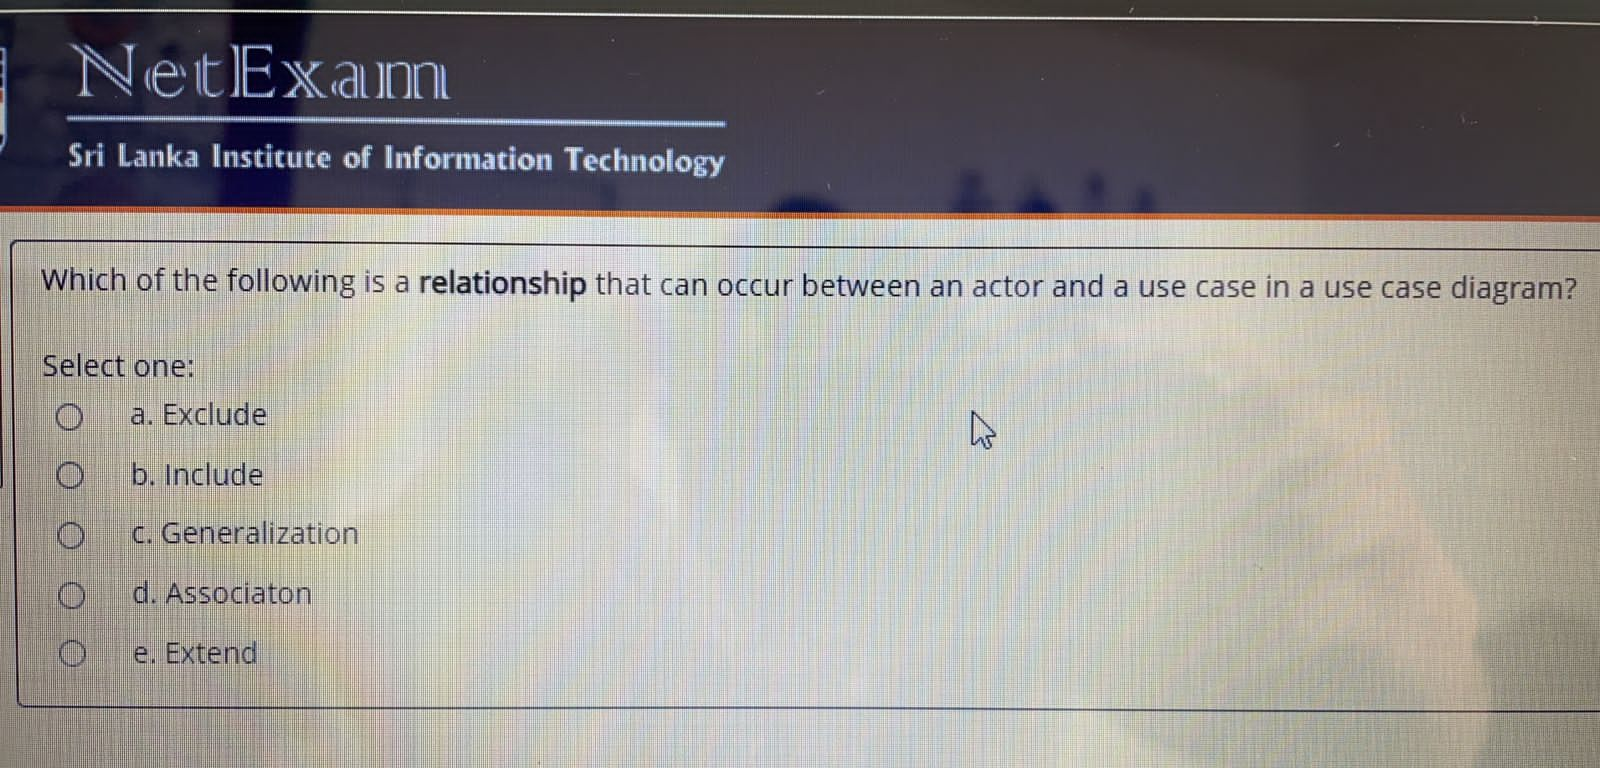 NetExam
Sri Lanka Institute of Information Technology
Which of the following is a relationship that can occur between an actor and a use case in a use case diagram?
Select one:
a. Exclude
b. Include
c. Generalization
d. Associaton
e. Extend